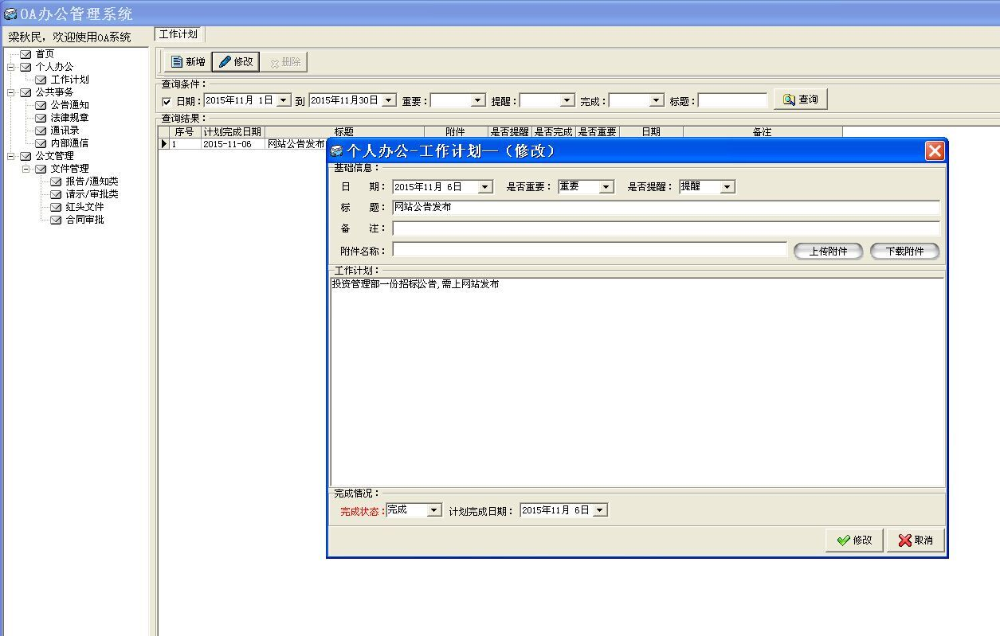 OA办公管理系统
梁秋民，欢迎使用OA系统
工作计划
首页
个人办公
工作计划
公共事务
公告通知
法律规章
通讯录
内部通信
公文管理
文件管理
报告/通知类
请示/审批类
红头文件
合同审批
新增 修改 删除
查询条件：
日期： 2015年11月 1日 到 2015年11月30日 重要： 提醒： 完成： 标题： 查询
查询结果：
序号 计划完成日期 标题 附件 是否提醒 是否完成 是否重要 日期 备注
1 2015-11-06 网站公告发布
个人办公-工作计划—（修改）
基础信息：
日 期： 2015年11月 6日 是否重要： 重要 是否提醒： 提醒
标 题： 网站公告发布
备 注：
附件名称： 上传附件 下载附件
工作计划：
投资管理部一份招标公告,需上网站发布
完成情况：
完成状态： 完成 计划完成日期： 2015年11月 6日
修改 取消